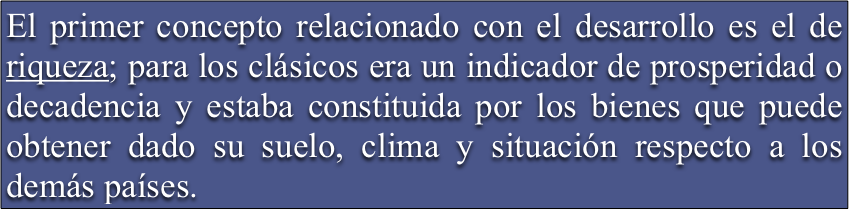 El primer concepto relacionado con el desarrollo es el de
riqueza; para los clásicos era un indicador de prosperidad o
decadencia y estaba constituida por los bienes que puede
obtener dado su suelo, clima y situación respecto a los
demás países.